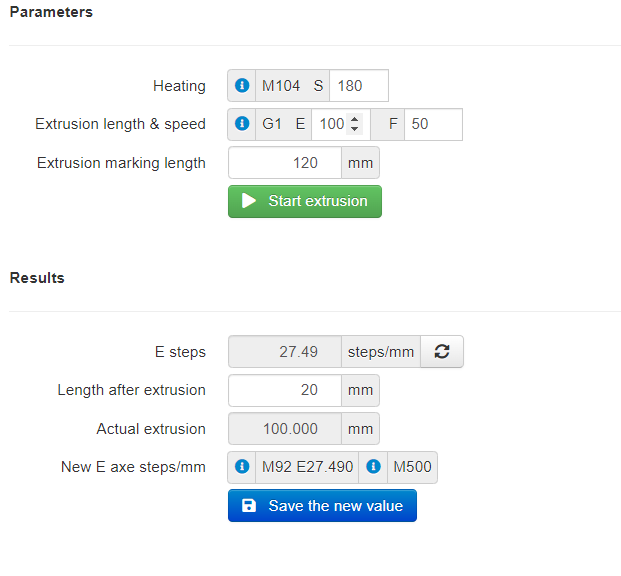 Parameters
Heating M104 S 180
Extrusion length & speed G1 E 100 F 50
Extrusion marking length 120 mm
Start extrusion
Results
E steps 27.49 steps/mm
Length after extrusion 20 mm
Actual extrusion 100.000 mm
New E axe steps/mm M92 E27.490 M500
Save the new value